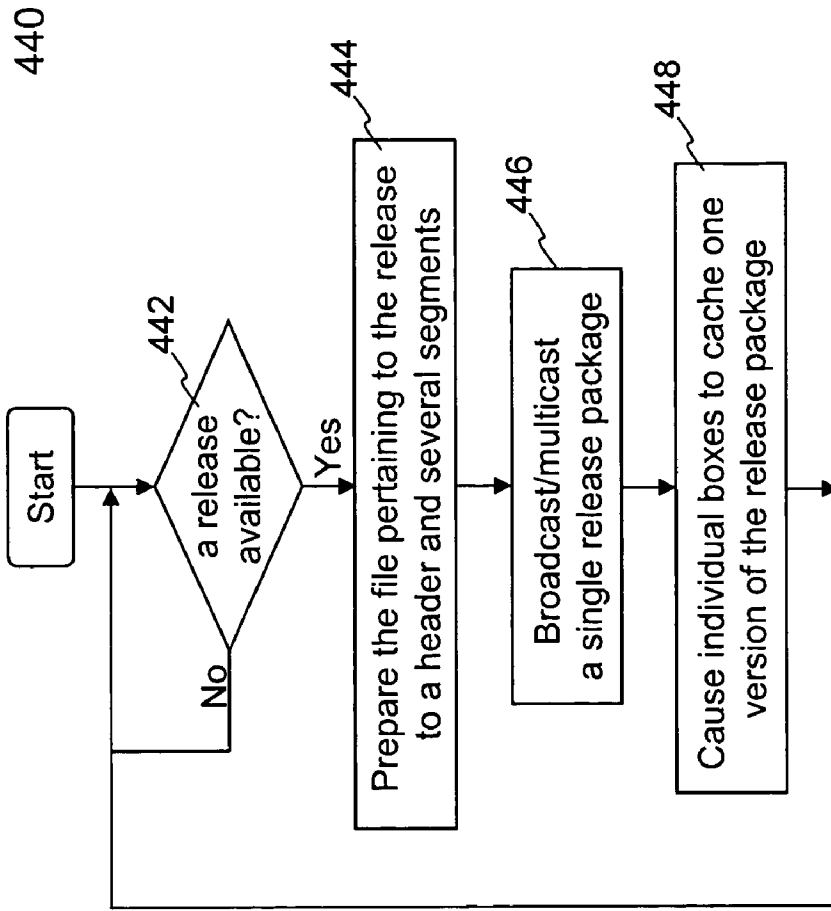 440
Start
442
a release
available?
No
Yes
444
Prepare the file pertaining to the release
to a header and several segments
446
Broadcast/multicast
a single release package
448
Cause individual boxes to cache one
version of the release package